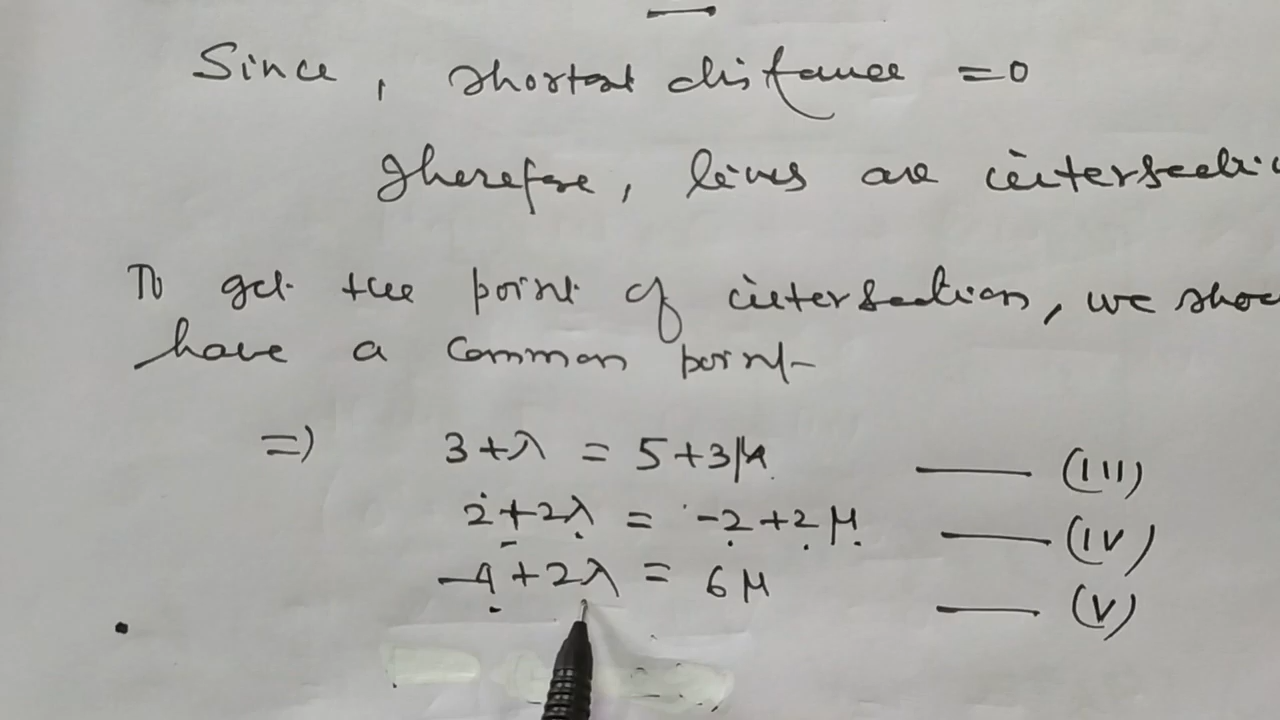 Since, shortest distance = 0
Therefore, lines are intersectin
To get the point of intersection, we shou
have a common point
=) 3+λ = 5+3μ —— (III)
2+2λ = -2+2μ —— (IV)
-4+2λ = 6μ —— (V)